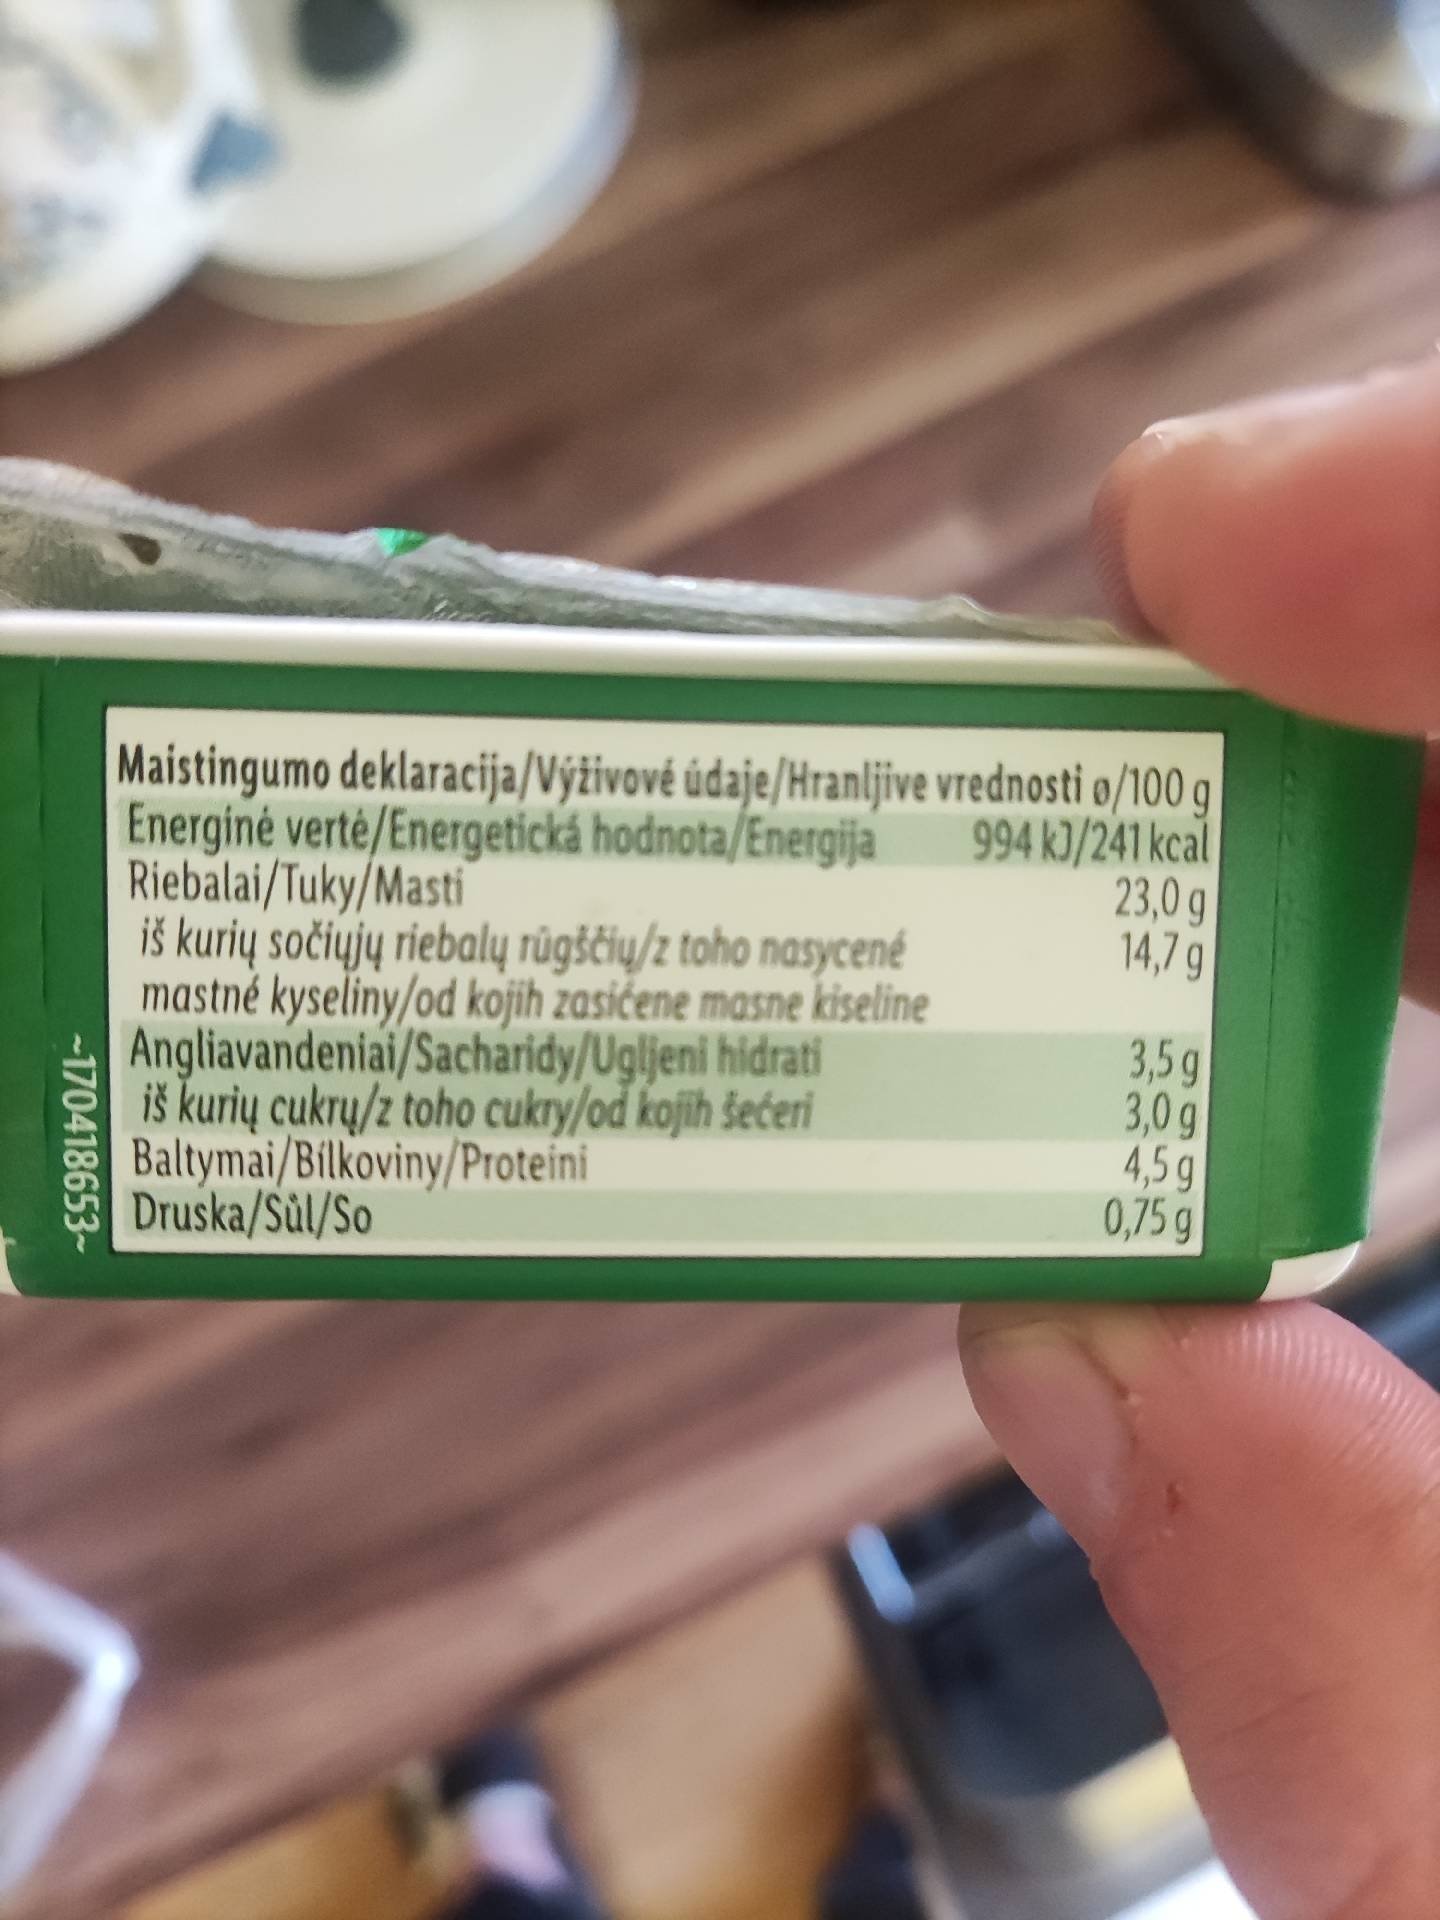 Maistingumo deklaracija/Výživové údaje/Hranljive vrednosti ø/100 g
Energinė vertė/Energetická hodnota/Energija 994 kJ/241 kcal
Riebalai/Tuky/Masti 23,0 g
iš kurių sočiųjų riebalų rūgščių/z toho nasycené 14,7 g
mastné kyseliny/od kojih zasićene masne kiseline
Angliavandeniai/Sacharidy/Ugljeni hidrati 3,5 g
iš kurių cukrų/z toho cukry/od kojih šećeri 3,0 g
Baltymai/Bílkoviny/Proteini 4,5 g
Druska/Sůl/So 0,75 g
~170418653~